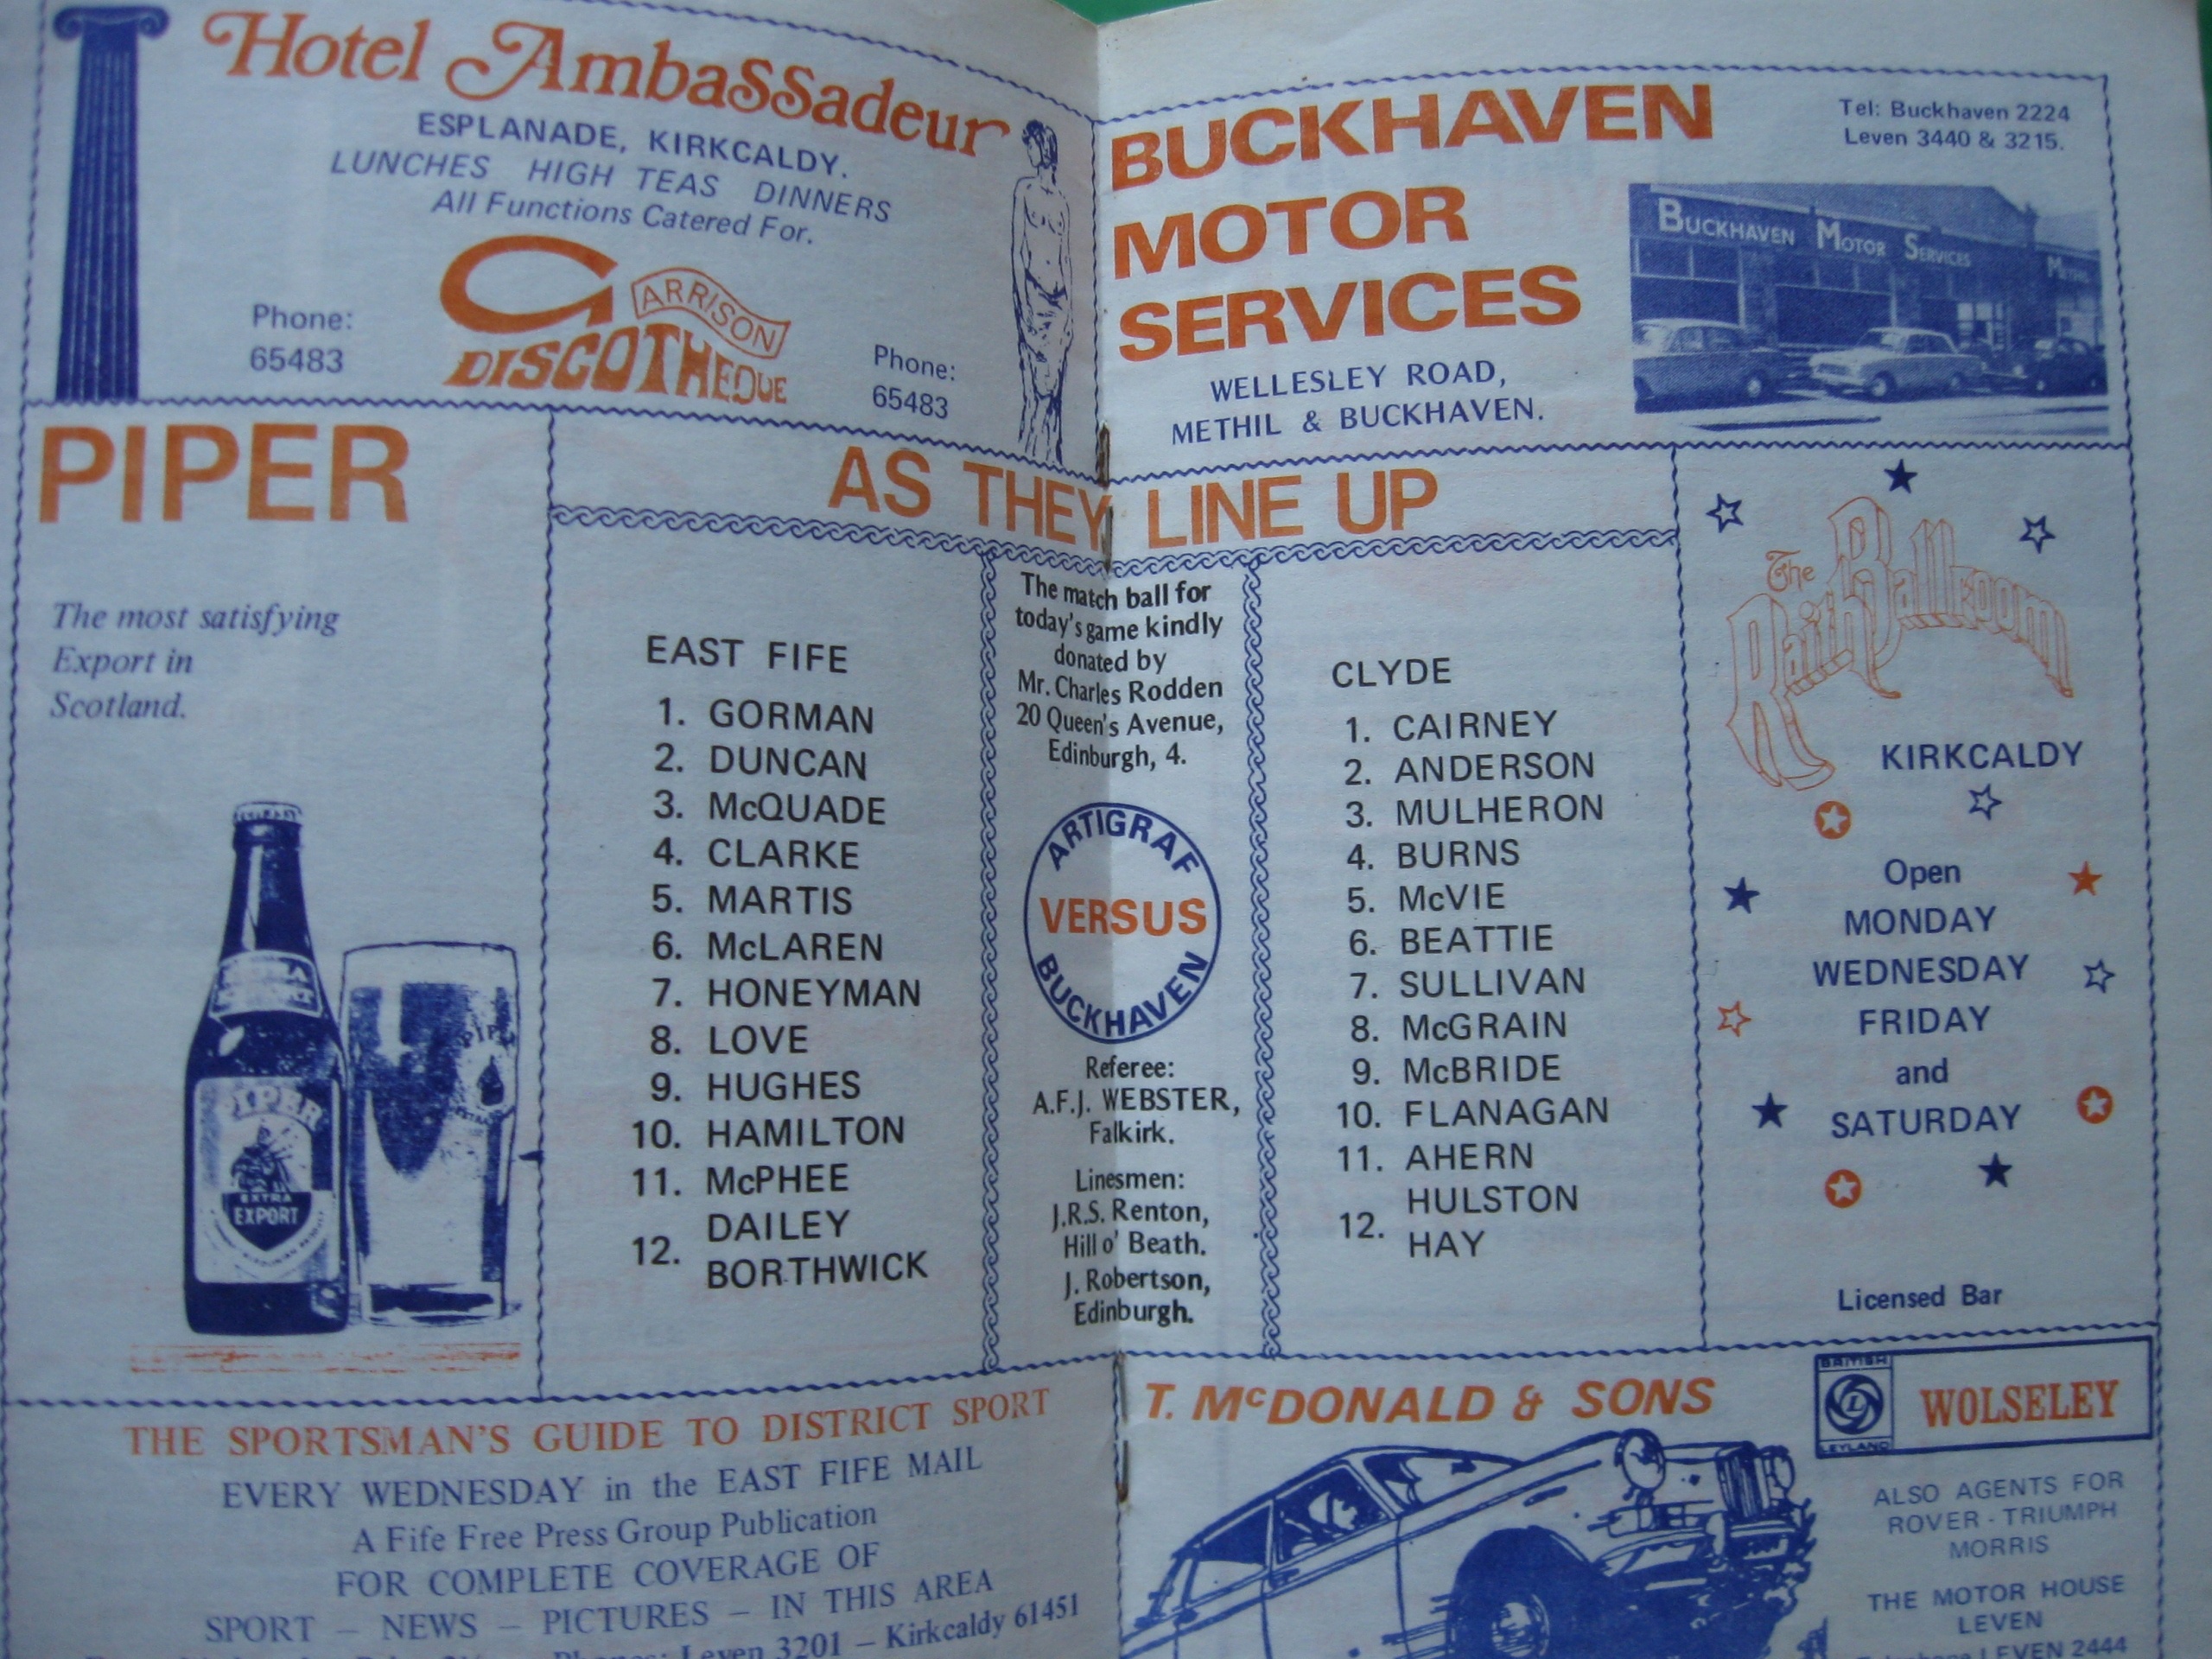 Hotel Ambassadeur
ESPLANADE, KIRKCALDY.
LUNCHES HIGH TEAS DINNERS
All Functions Catered For.
GARRISON
DISCOTHEQUE
Phone:
65483
Phone:
65483
BUCKHAVEN
MOTOR
SERVICES
WELLESLEY ROAD,
METHIL & BUCKHAVEN.
Tel: Buckhaven 2224
Leven 3440 & 3215.
BUCKHAVEN MOTOR SERVICES
PIPER
The most satisfying
Export in
Scotland.
PIPER
EXTRA
EXPORT
AS THEY LINE UP
EAST FIFE
1. GORMAN
2. DUNCAN
3. McQUADE
4. CLARKE
5. MARTIS
6. McLAREN
7. HONEYMAN
8. LOVE
9. HUGHES
10. HAMILTON
11. McPHEE
12. DAILEY
BORTHWICK
The match ball for
today's game kindly
donated by
Mr. Charles Rodden
20 Queen's Avenue,
Edinburgh, 4.
ARTIGRAF
VERSUS
BUCKHAVEN
Referee:
A.F.J. WEBSTER,
Falkirk.
Linesmen:
J.R.S. Renton,
Hill o' Beath.
J. Robertson,
Edinburgh.
CLYDE
1. CAIRNEY
2. ANDERSON
3. MULHERON
4. BURNS
5. McVIE
6. BEATTIE
7. SULLIVAN
8. McGRAIN
9. McBRIDE
10. FLANAGAN
11. AHERN
12. HULSTON
HAY
The
Raith Ballroom
KIRKCALDY
Open
MONDAY
WEDNESDAY
FRIDAY
and
SATURDAY
Licensed Bar
THE SPORTSMAN'S GUIDE TO DISTRICT SPORT
EVERY WEDNESDAY in the EAST FIFE MAIL
A Fife Free Press Group Publication
FOR COMPLETE COVERAGE OF
SPORT – NEWS – PICTURES – IN THIS AREA
Phones: Leven 3201 – Kirkcaldy 61451
T. McDONALD & SONS
BRITISH
LEYLAND
WOLSELEY
ALSO AGENTS FOR
ROVER - TRIUMPH
MORRIS
THE MOTOR HOUSE
LEVEN
Telephone LEVEN 2444